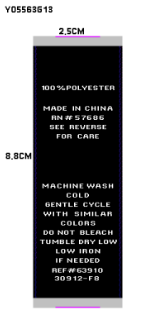 Y05563G13
2,5CM
100%POLYESTER
MADE IN CHINA
RN#57686
SEE REVERSE
FOR CARE
8,8CM
MACHINE WASH
COLD
GENTLE CYCLE
WITH SIMILAR
COLORS
DO NOT BLEACH
TUMBLE DRY LOW
LOW IRON
IF NEEDED
REF#63910
30912-F8